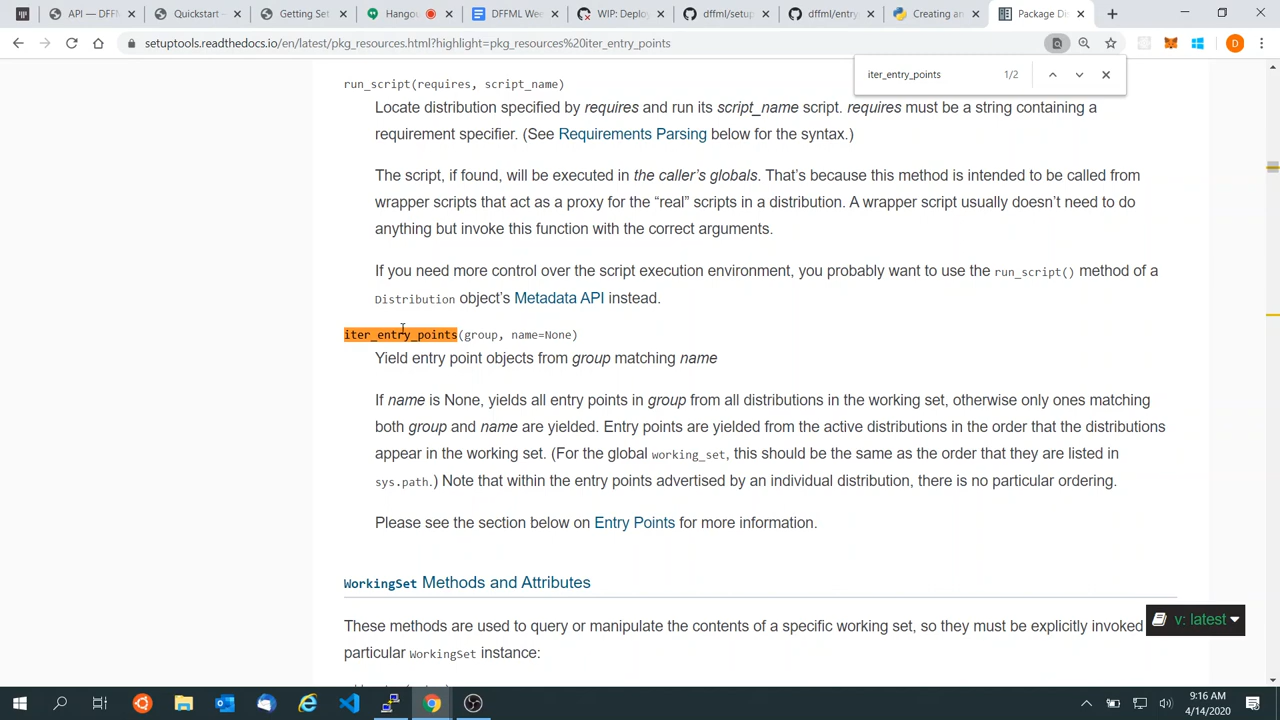 API — DFFM
Quickstart –
Getting Set
Hangou
DFFML Wee
WIP: Deploy
dffml/setup
dffml/entry
Creating an
Package Dis
setuptools.readthedocs.io/en/latest/pkg_resources.html?highlight=pkg_resources%20iter_entry_points
D
iter_entry_points 1/2
run_script(requires, script_name)
Locate distribution specified by requires and run its script_name script. requires must be a string containing a
requirement specifier. (See Requirements Parsing below for the syntax.)
The script, if found, will be executed in the caller’s globals. That’s because this method is intended to be called from
wrapper scripts that act as a proxy for the “real” scripts in a distribution. A wrapper script usually doesn’t need to do
anything but invoke this function with the correct arguments.
If you need more control over the script execution environment, you probably want to use the run_script() method of a
Distribution object’s Metadata API instead.
iter_entry_points(group, name=None)
Yield entry point objects from group matching name
If name is None, yields all entry points in group from all distributions in the working set, otherwise only ones matching
both group and name are yielded. Entry points are yielded from the active distributions in the order that the distributions
appear in the working set. (For the global working_set, this should be the same as the order that they are listed in
sys.path.) Note that within the entry points advertised by an individual distribution, there is no particular ordering.
Please see the section below on Entry Points for more information.
WorkingSet Methods and Attributes
These methods are used to query or manipulate the contents of a specific working set, so they must be explicitly invoked
particular WorkingSet instance:
v: latest
9:16 AM
4/14/2020